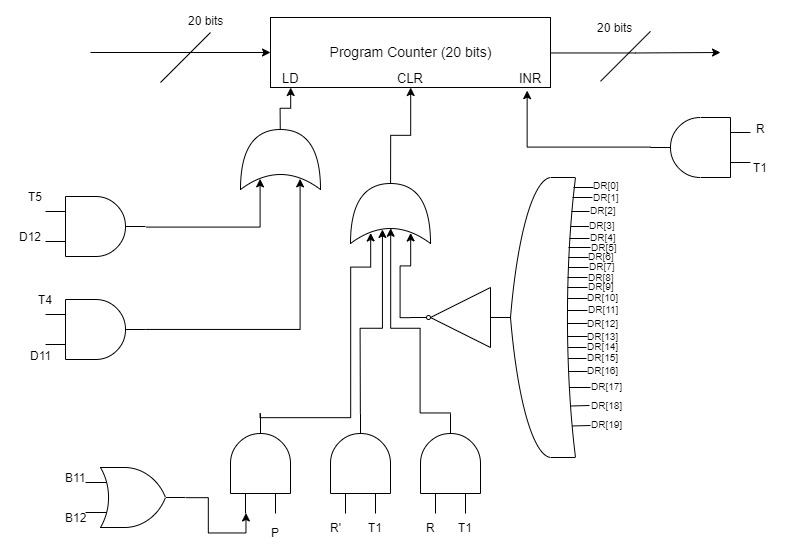 20 bits
20 bits
Program Counter (20 bits)
LD
CLR
INR
R
T1
T5
D12
T4
D11
DR[0]
DR[1]
DR[2]
DR[3]
DR[4]
DR[5]
DR[6]
DR[7]
DR[8]
DR[9]
DR[10]
DR[11]
DR[12]
DR[13]
DR[14]
DR[15]
DR[16]
DR[17]
DR[18]
DR[19]
B11
B12
P
R'
T1
R
T1